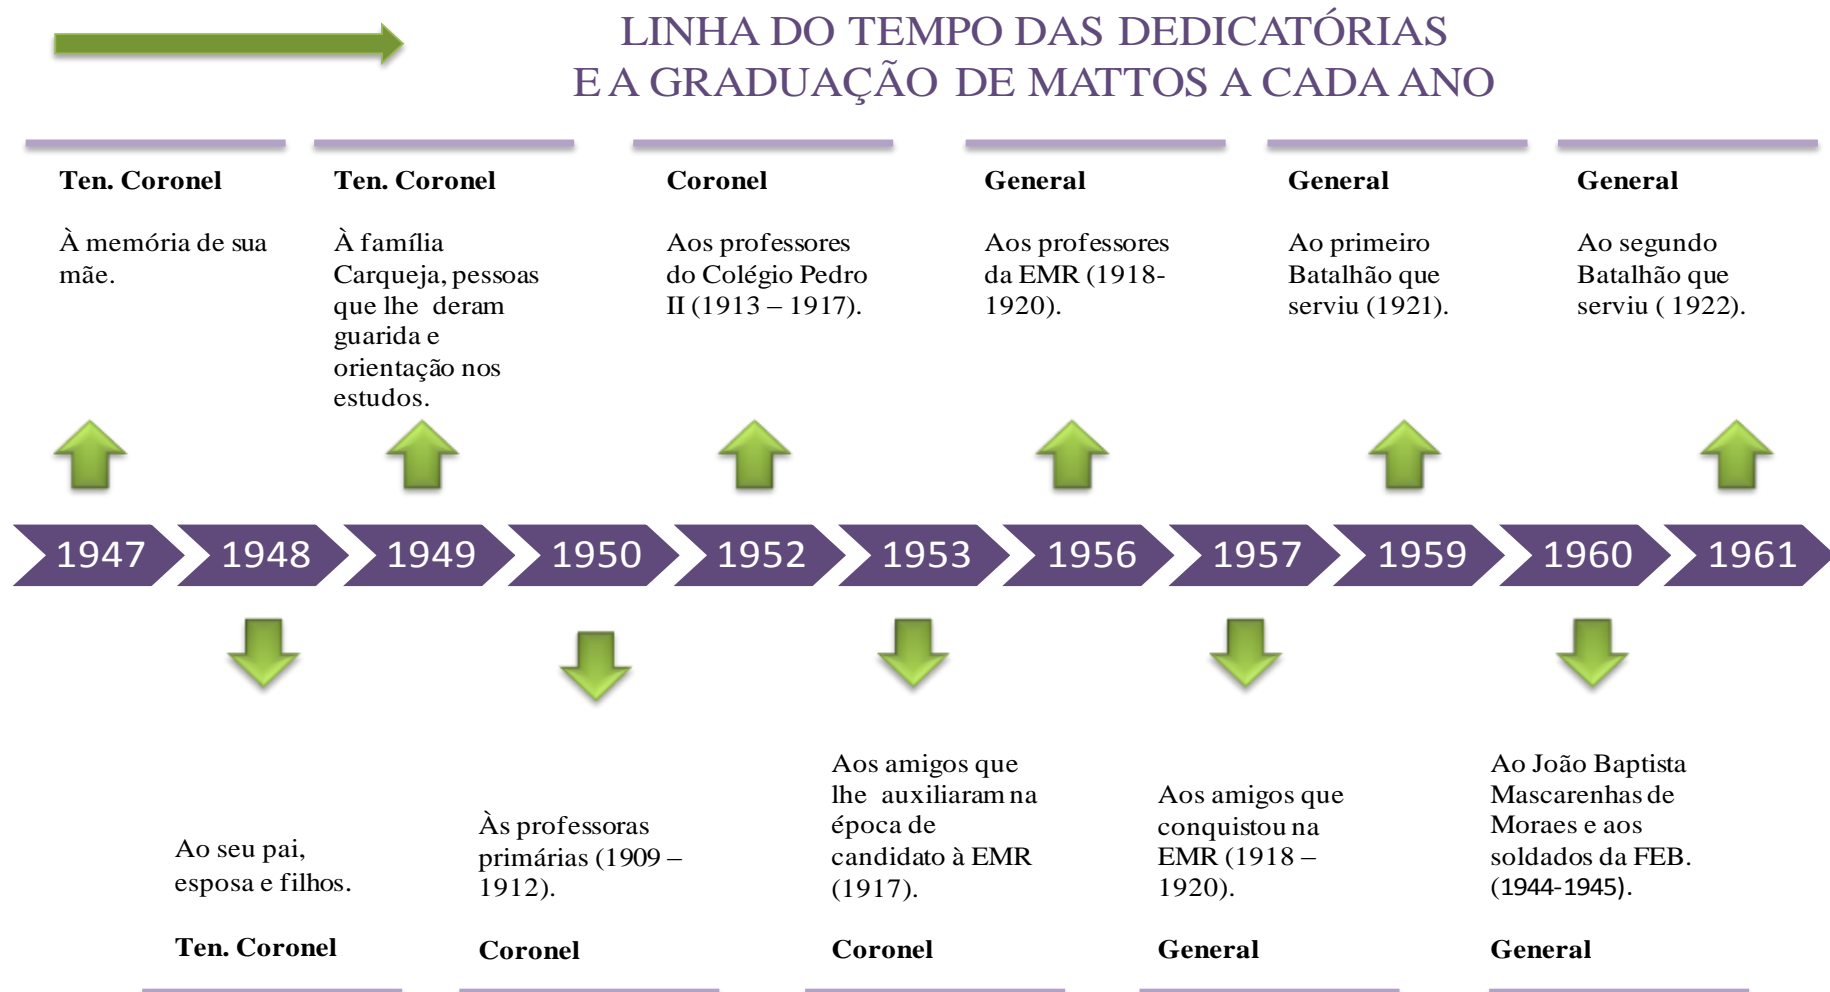 LINHA DO TEMPO DAS DEDICATÓRIAS
E A GRADUAÇÃO DE MATTOS A CADA ANO
Ten. Coronel
À memória de sua
mãe.
Ten. Coronel
À família
Carqueja, pessoas
que lhe deram
guarida e
orientação nos
estudos.
Coronel
Aos professores
do Colégio Pedro
II (1913 – 1917).
General
Aos professores
da EMR (1918-
1920).
General
Ao primeiro
Batalhão que
serviu (1921).
General
Ao segundo
Batalhão que
serviu ( 1922).
1947 1948 1949 1950 1952 1953 1956 1957 1959 1960 1961
Ao seu pai,
esposa e filhos.
Ten. Coronel
Às professoras
primárias (1909 –
1912).
Coronel
Aos amigos que
lhe auxiliaram na
época de
candidato à EMR
(1917).
Coronel
Aos amigos que
conquistou na
EMR (1918 –
1920).
General
Ao João Baptista
Mascarenhas de
Moraes e aos
soldados da FEB.
(1944-1945).
General